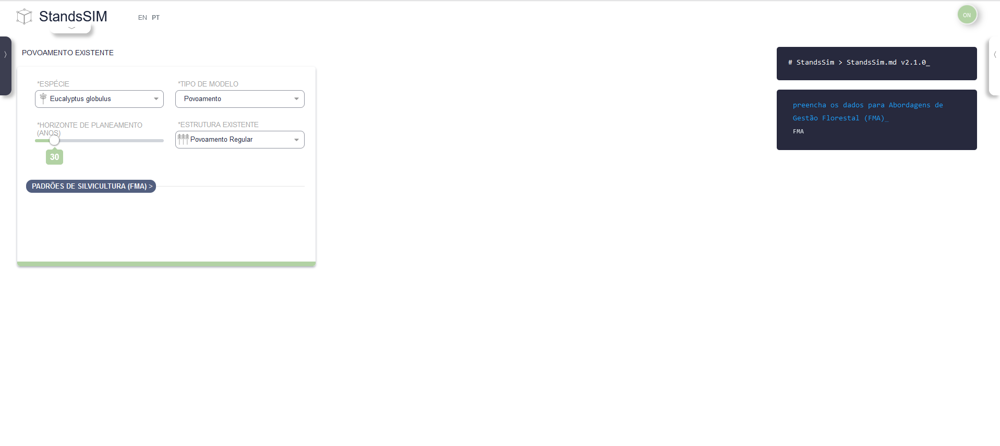 StandsSIM
EN PT
ON
POVOAMENTO EXISTENTE
*ESPÉCIE
*TIPO DE MODELO
Eucalyptus globulus
Povoamento
*HORIZONTE DE PLANEAMENTO
(ANOS)
*ESTRUTURA EXISTENTE
Povoamento Regular
30
PADRÕES DE SILVICULTURA (FMA) >
# StandsSim > StandsSim.md v2.1.0_
preencha os dados para Abordagens de
Gestão Florestal (FMA)_
FMA